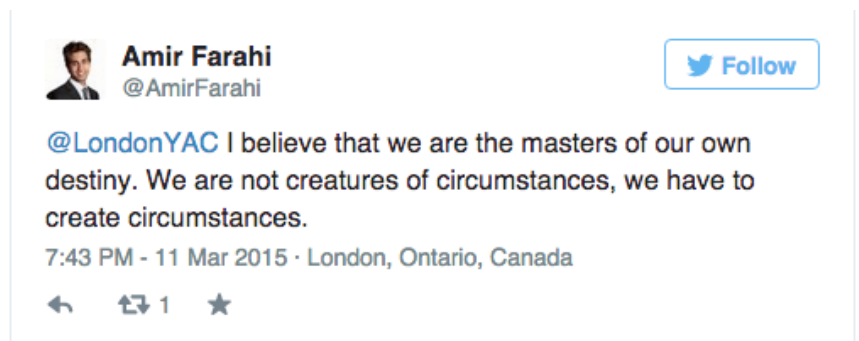 Amir Farahi
@AmirFarahi
Follow
@LondonYAC I believe that we are the masters of our own
destiny. We are not creatures of circumstances, we have to
create circumstances.
7:43 PM - 11 Mar 2015 · London, Ontario, Canada
1